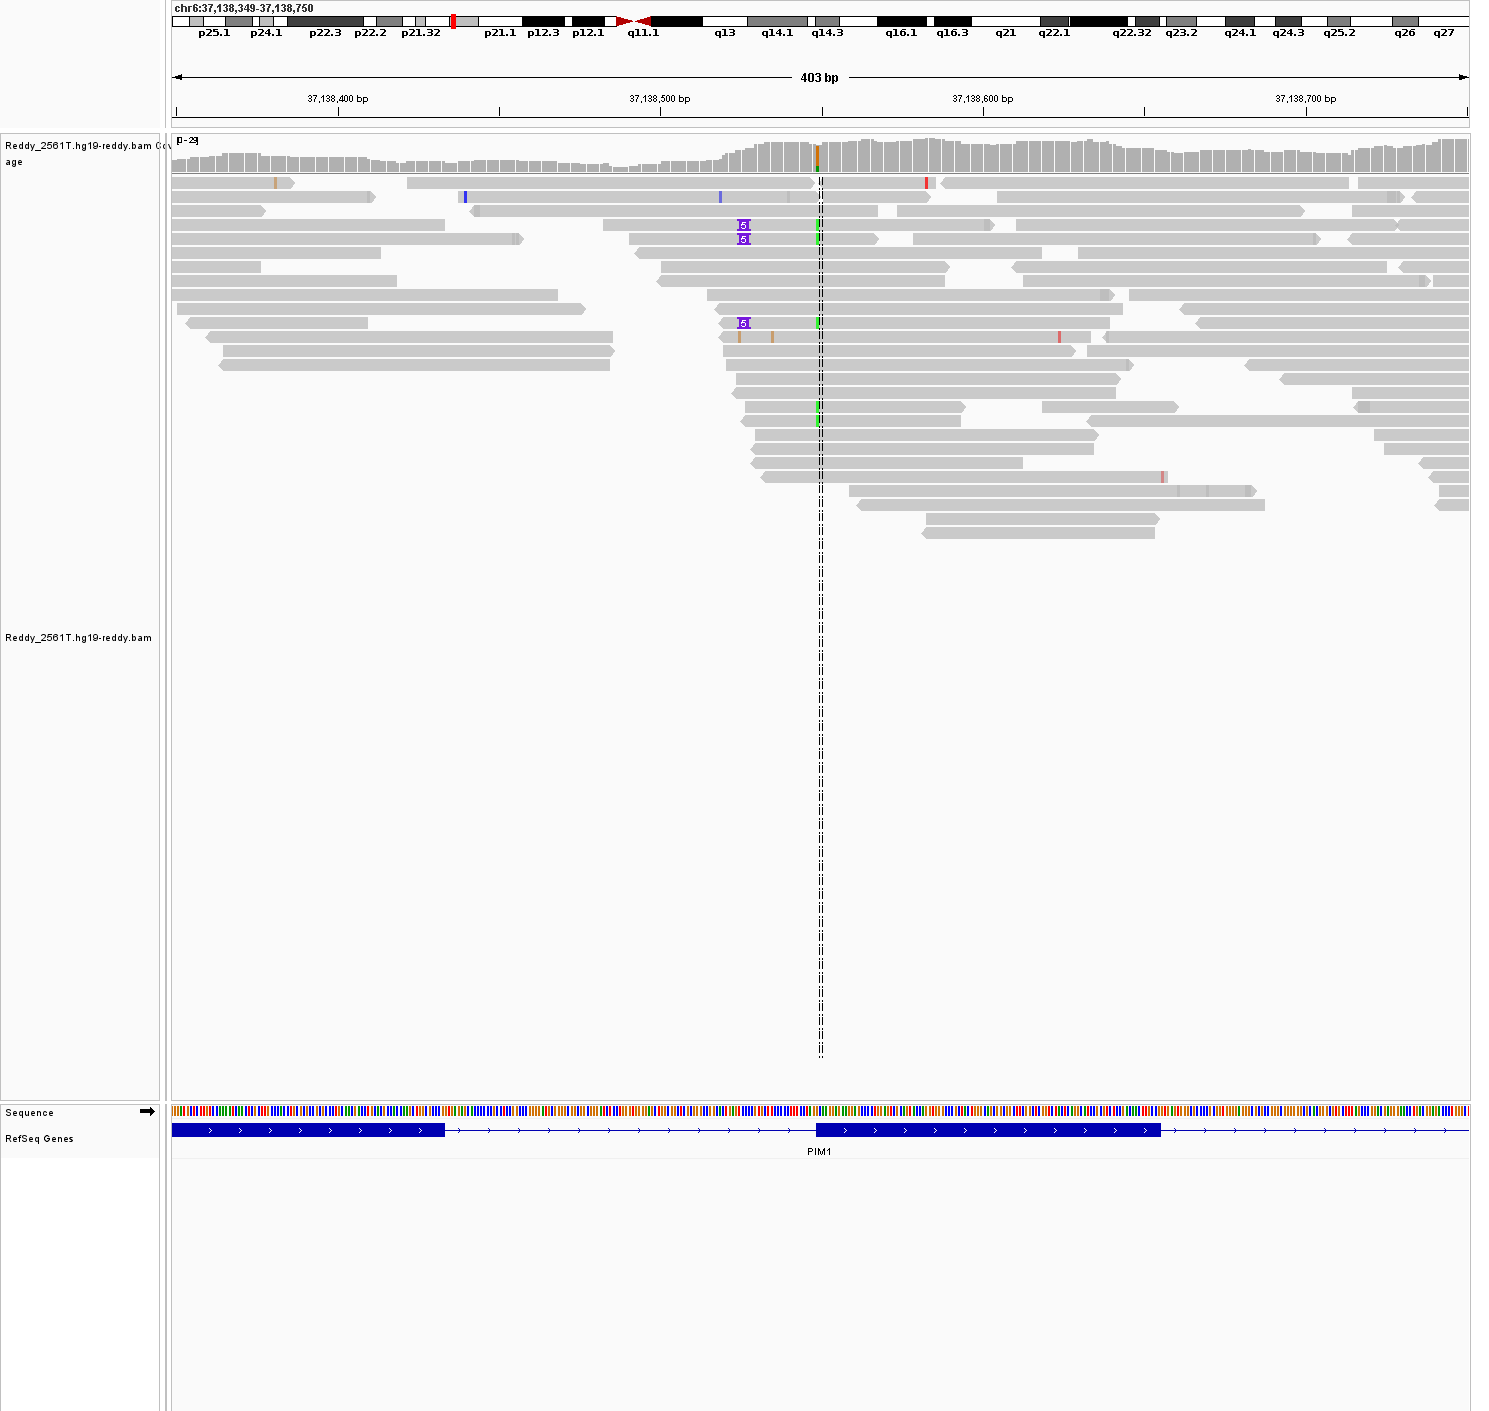 chr6:37,138,349-37,138,750
p25.1 p24.1 p22.3 p22.2 p21.32 p21.1 p12.3 p12.1 q11.1 q13 q14.1 q14.3 q16.1 q16.3 q21 q22.1 q22.32 q23.2 q24.1 q24.3 q25.2 q26 q27
403 bp
37,138,400 bp 37,138,500 bp 37,138,600 bp 37,138,700 bp
[0-29]
Reddy_2561T.hg19-reddy.bam Cov
age
5
5
5
Reddy_2561T.hg19-reddy.bam
Sequence
RefSeq Genes
PIM1